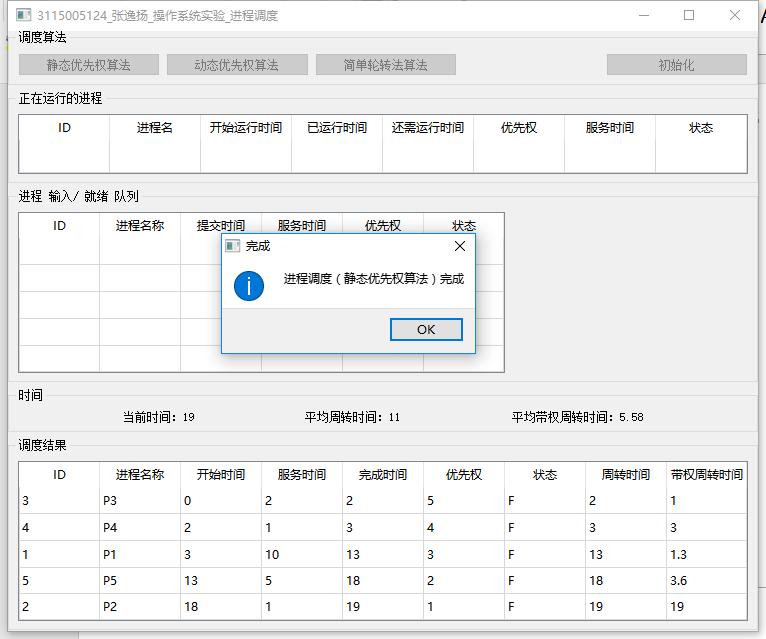 3115005124_张逸扬_操作系统实验_进程调度
调度算法
静态优先权算法 动态优先权算法 简单轮转法算法 初始化
正在运行的进程
ID 进程名 开始运行时间 已运行时间 还需运行时间 优先权 服务时间 状态
进程 输入/ 就绪 队列
ID 进程名称 提交时间 服务时间 优先权 状态
完成
进程调度（静态优先权算法）完成
OK
时间
当前时间: 19 平均周转时间: 11 平均带权周转时间: 5.58
调度结果
ID 进程名称 开始时间 服务时间 完成时间 优先权 状态 周转时间 带权周转时间
3 P3 0 2 2 5 F 2 1
4 P4 2 1 3 4 F 3 3
1 P1 3 10 13 3 F 13 1.3
5 P5 13 5 18 2 F 18 3.6
2 P2 18 1 19 1 F 19 19